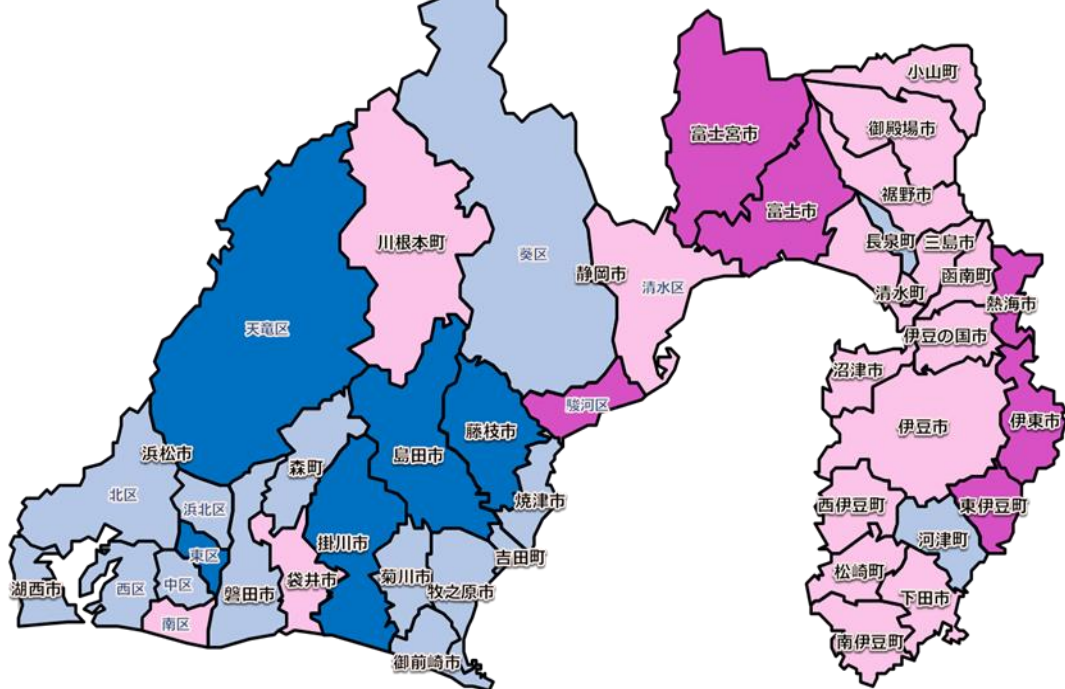 小山町
御殿場市
富士宮市
裾野市
富士市
川根本町
長泉町
三島市
葵区
静岡市
函南町
清水区
清水町
熱海市
天竜区
伊豆の国市
沼津市
駿河区
伊東市
伊豆市
藤枝市
浜松市
島田市
森町
北区
焼津市
西伊豆町
東伊豆町
浜北区
河津町
掛川市
東区
吉田町
松崎町
袋井市
菊川市
湖西市
西区
中区
磐田市
牧之原市
下田市
南区
南伊豆町
御前崎市